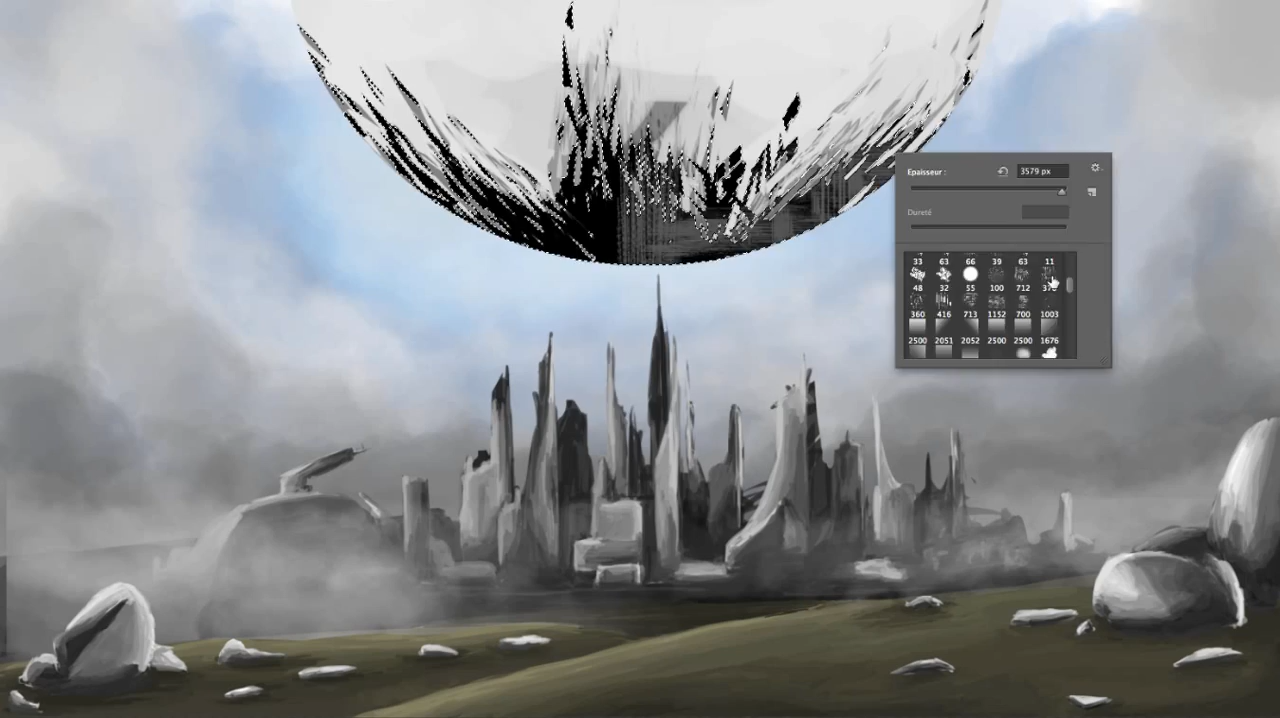 Epaisseur : 3579 px
Dureté
33 63 66 39 63 11
48 32 55 100 712
360 416 713 1152 700 1003
2500 2051 2052 2500 2500 1676